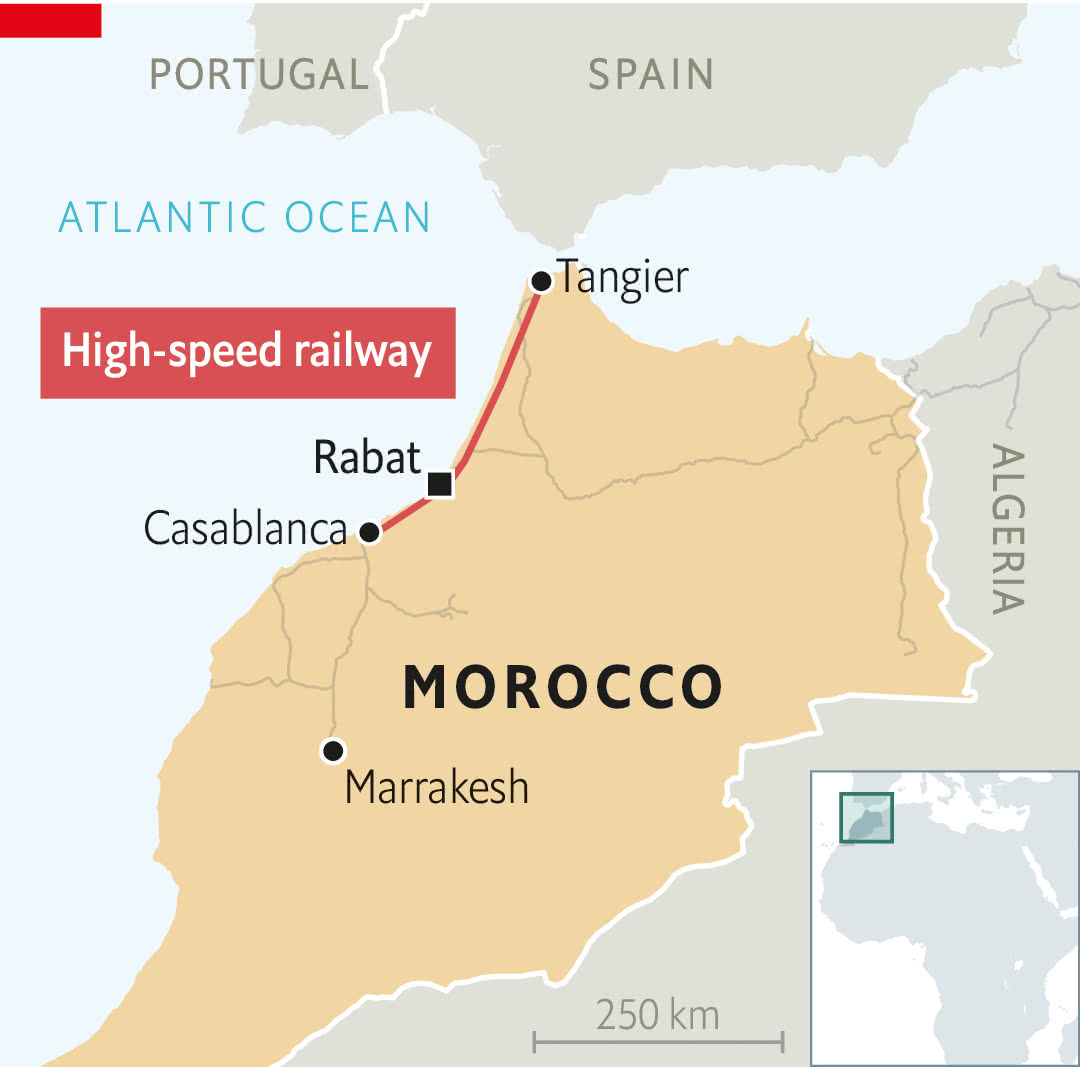 PORTUGAL
SPAIN
ATLANTIC OCEAN
Tangier
High-speed railway
Rabat
Casablanca
ALGERIA
MOROCCO
Marrakesh
250 km